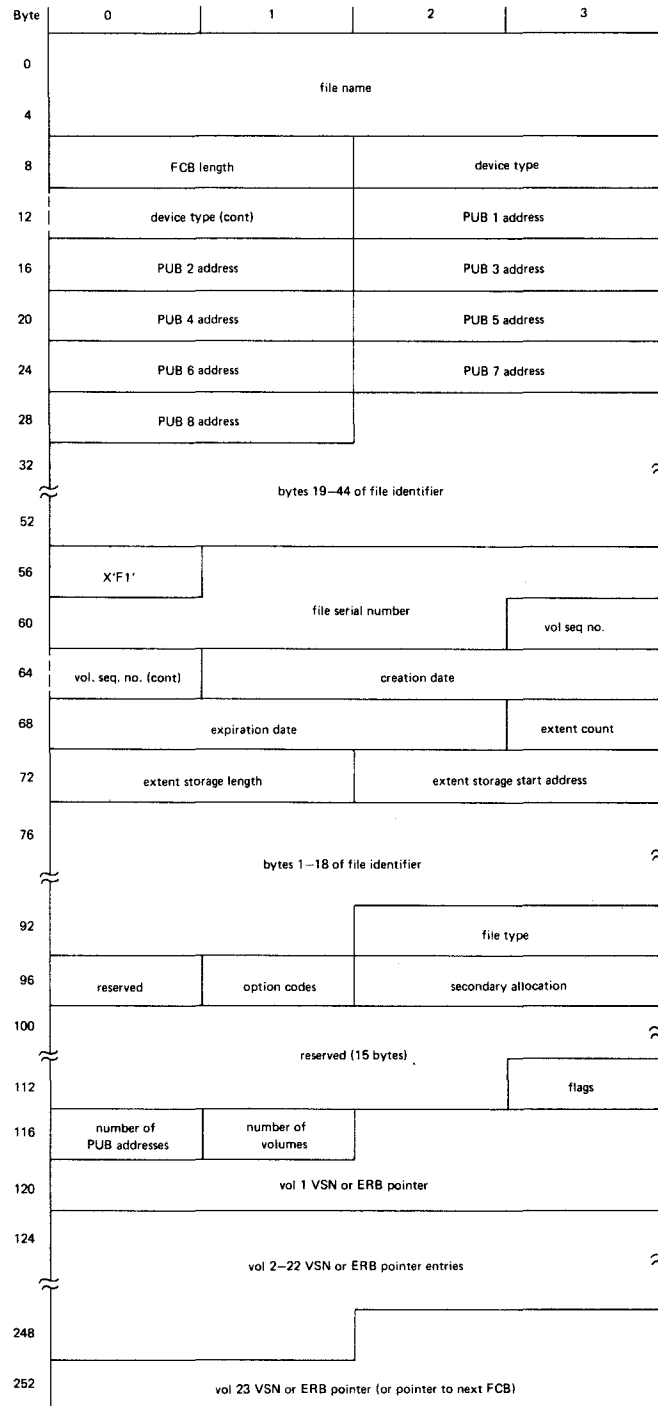 Byte 0 1 2 3
0
file name
4
8 FCB length device type
12 device type (cont) PUB 1 address
16 PUB 2 address PUB 3 address
20 PUB 4 address PUB 5 address
24 PUB 6 address PUB 7 address
28 PUB 8 address
32
bytes 19–44 of file identifier
52
56 X'F1'
file serial number
60 vol seq no.
64 vol. seq. no. (cont) creation date
68 expiration date extent count
72 extent storage length extent storage start address
76
bytes 1–18 of file identifier
92 file type
96 reserved option codes secondary allocation
100
reserved (15 bytes)
112 flags
116 number of PUB addresses number of volumes
120 vol 1 VSN or ERB pointer
124
vol 2–22 VSN or ERB pointer entries
248
252 vol 23 VSN or ERB pointer (or pointer to next FCB)